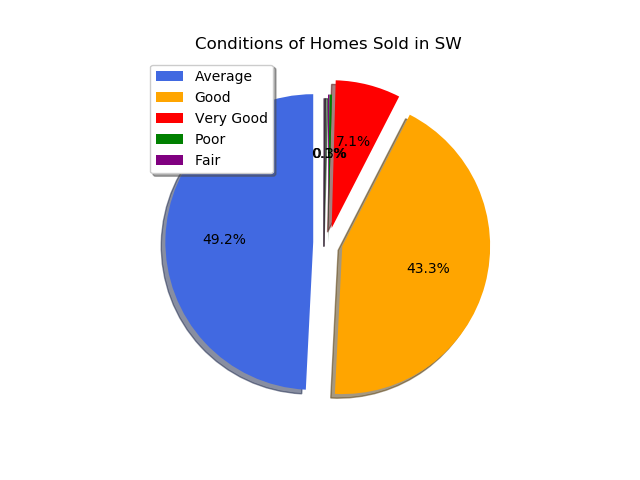 Conditions of Homes Sold in SW
Average
Good
Very Good
Poor
Fair
7.1%
49.2%
43.3%